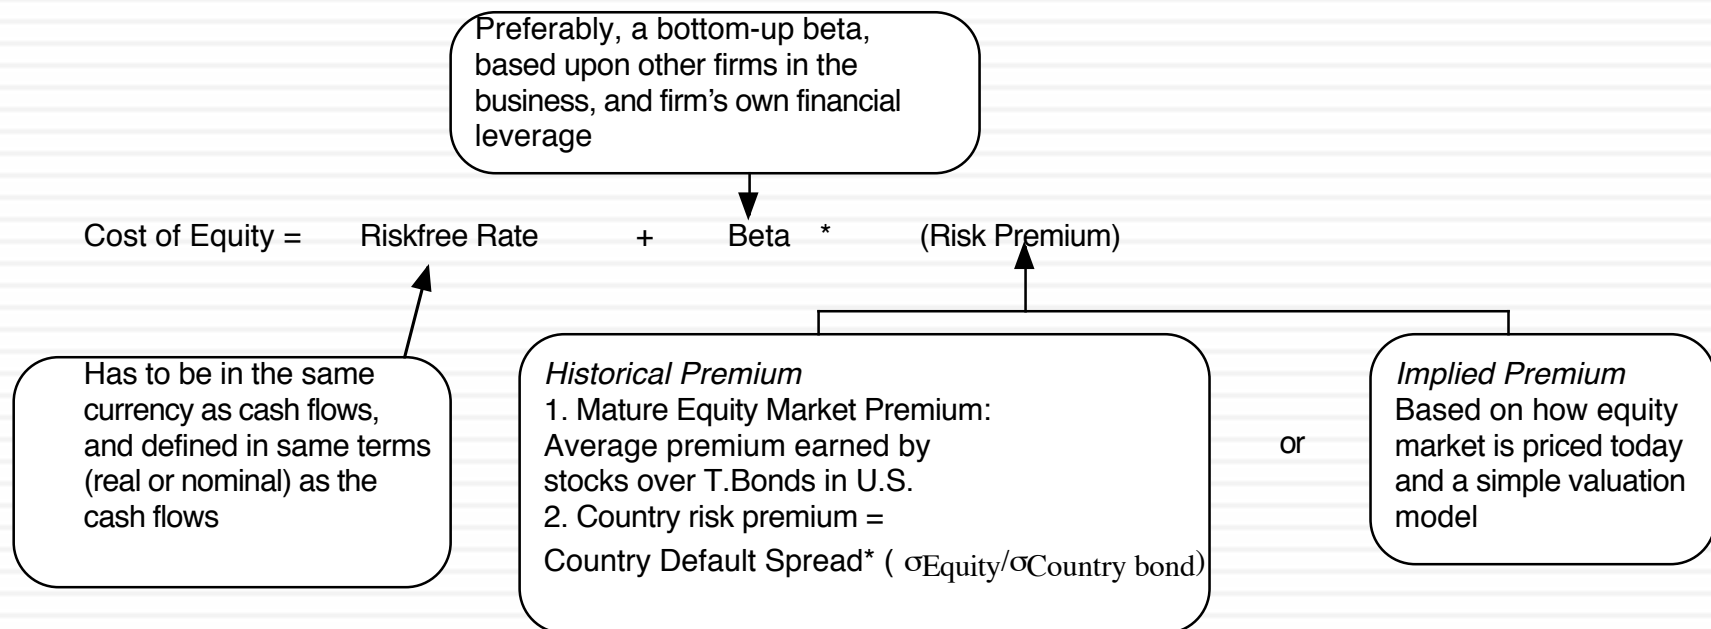 Preferably, a bottom-up beta,
based upon other firms in the
business, and firm’s own financial
leverage
Cost of Equity = Riskfree Rate + Beta * (Risk Premium)
Has to be in the same
currency as cash flows,
and defined in same terms
(real or nominal) as the
cash flows
Historical Premium
1. Mature Equity Market Premium:
Average premium earned by
stocks over T.Bonds in U.S.
2. Country risk premium =
Country Default Spread* ( σEquity/σCountry bond)
or
Implied Premium
Based on how equity
market is priced today
and a simple valuation
model